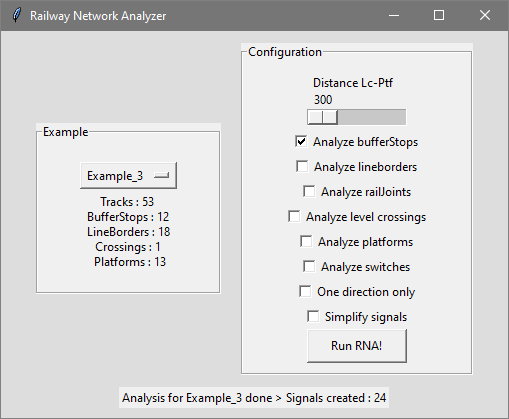 Railway Network Analyzer
Configuration
Distance Lc-Ptf
300
Analyze bufferStops
Analyze lineborders
Analyze railJoints
Analyze level crossings
Analyze platforms
Analyze switches
One direction only
Simplify signals
Run RNA!
Example
Example_3
Tracks : 53
BufferStops : 12
LineBorders : 18
Crossings : 1
Platforms : 13
Analysis for Example_3 done > Signals created : 24